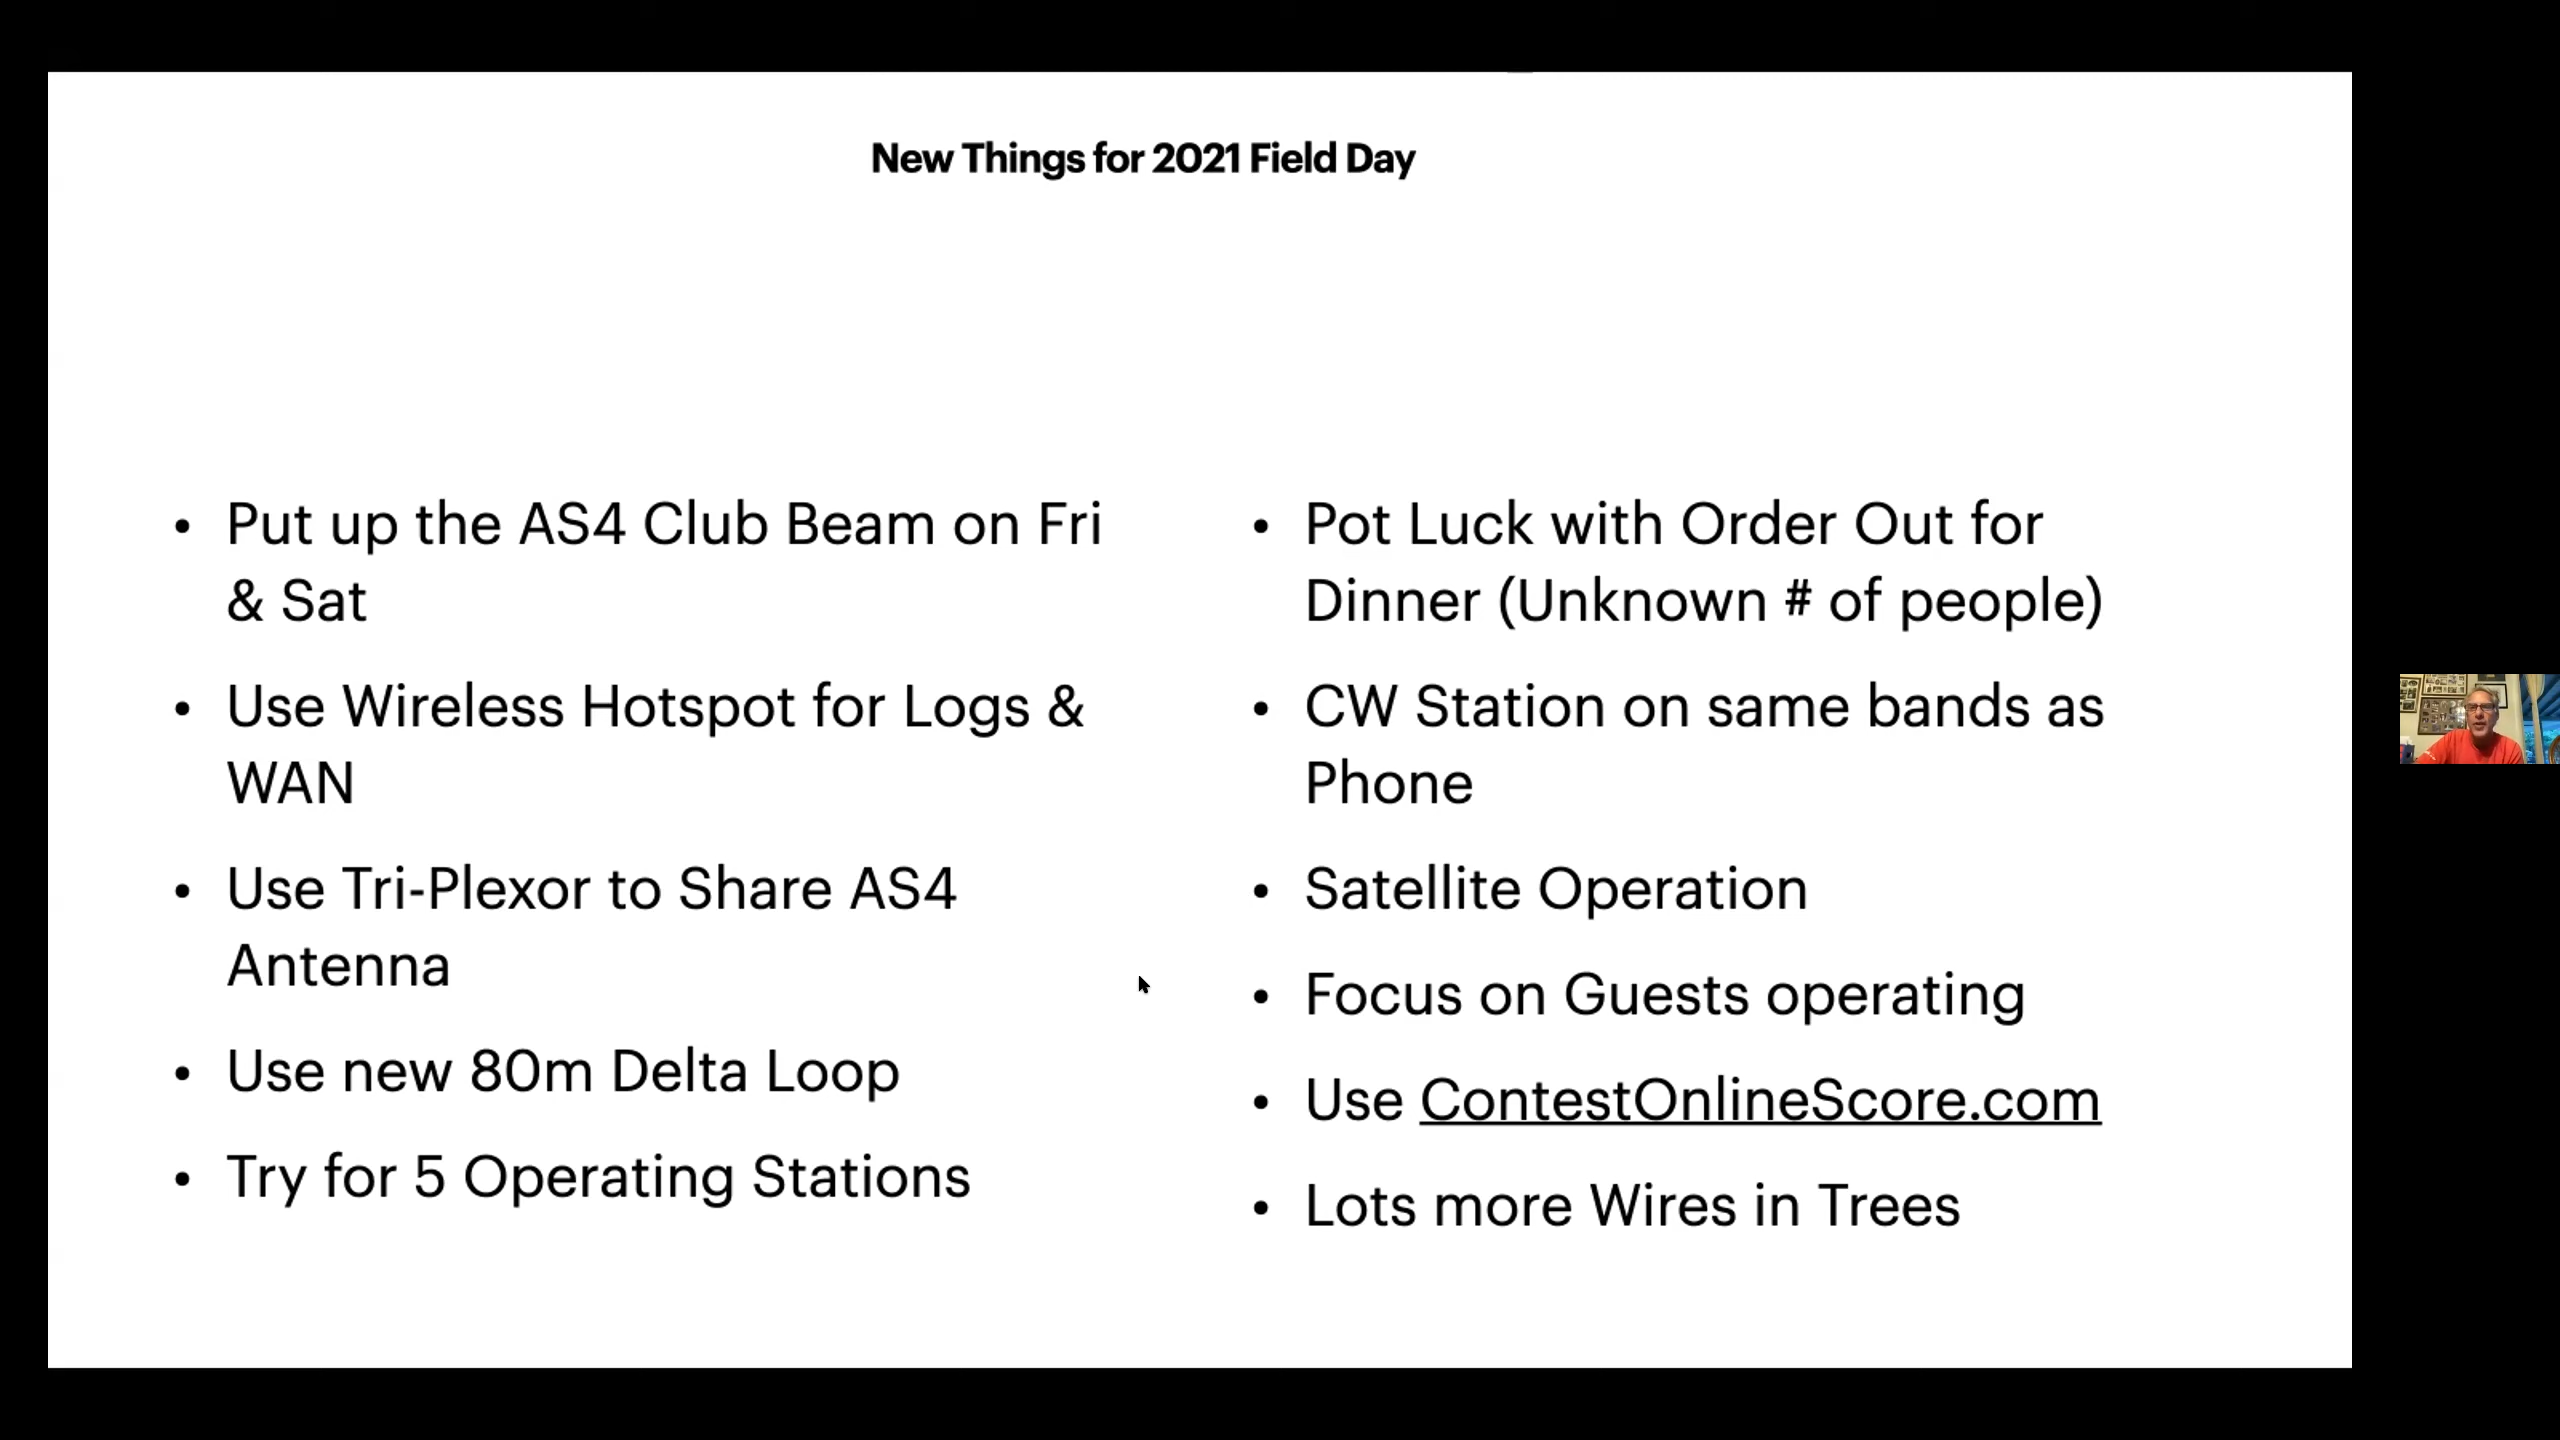 New Things for 2021 Field Day
• Put up the AS4 Club Beam on Fri
& Sat
• Use Wireless Hotspot for Logs &
WAN
• Use Tri-Plexor to Share AS4
Antenna
• Use new 80m Delta Loop
• Try for 5 Operating Stations
• Pot Luck with Order Out for
Dinner (Unknown # of people)
• CW Station on same bands as
Phone
• Satellite Operation
• Focus on Guests operating
• Use ContestOnlineScore.com
• Lots more Wires in Trees